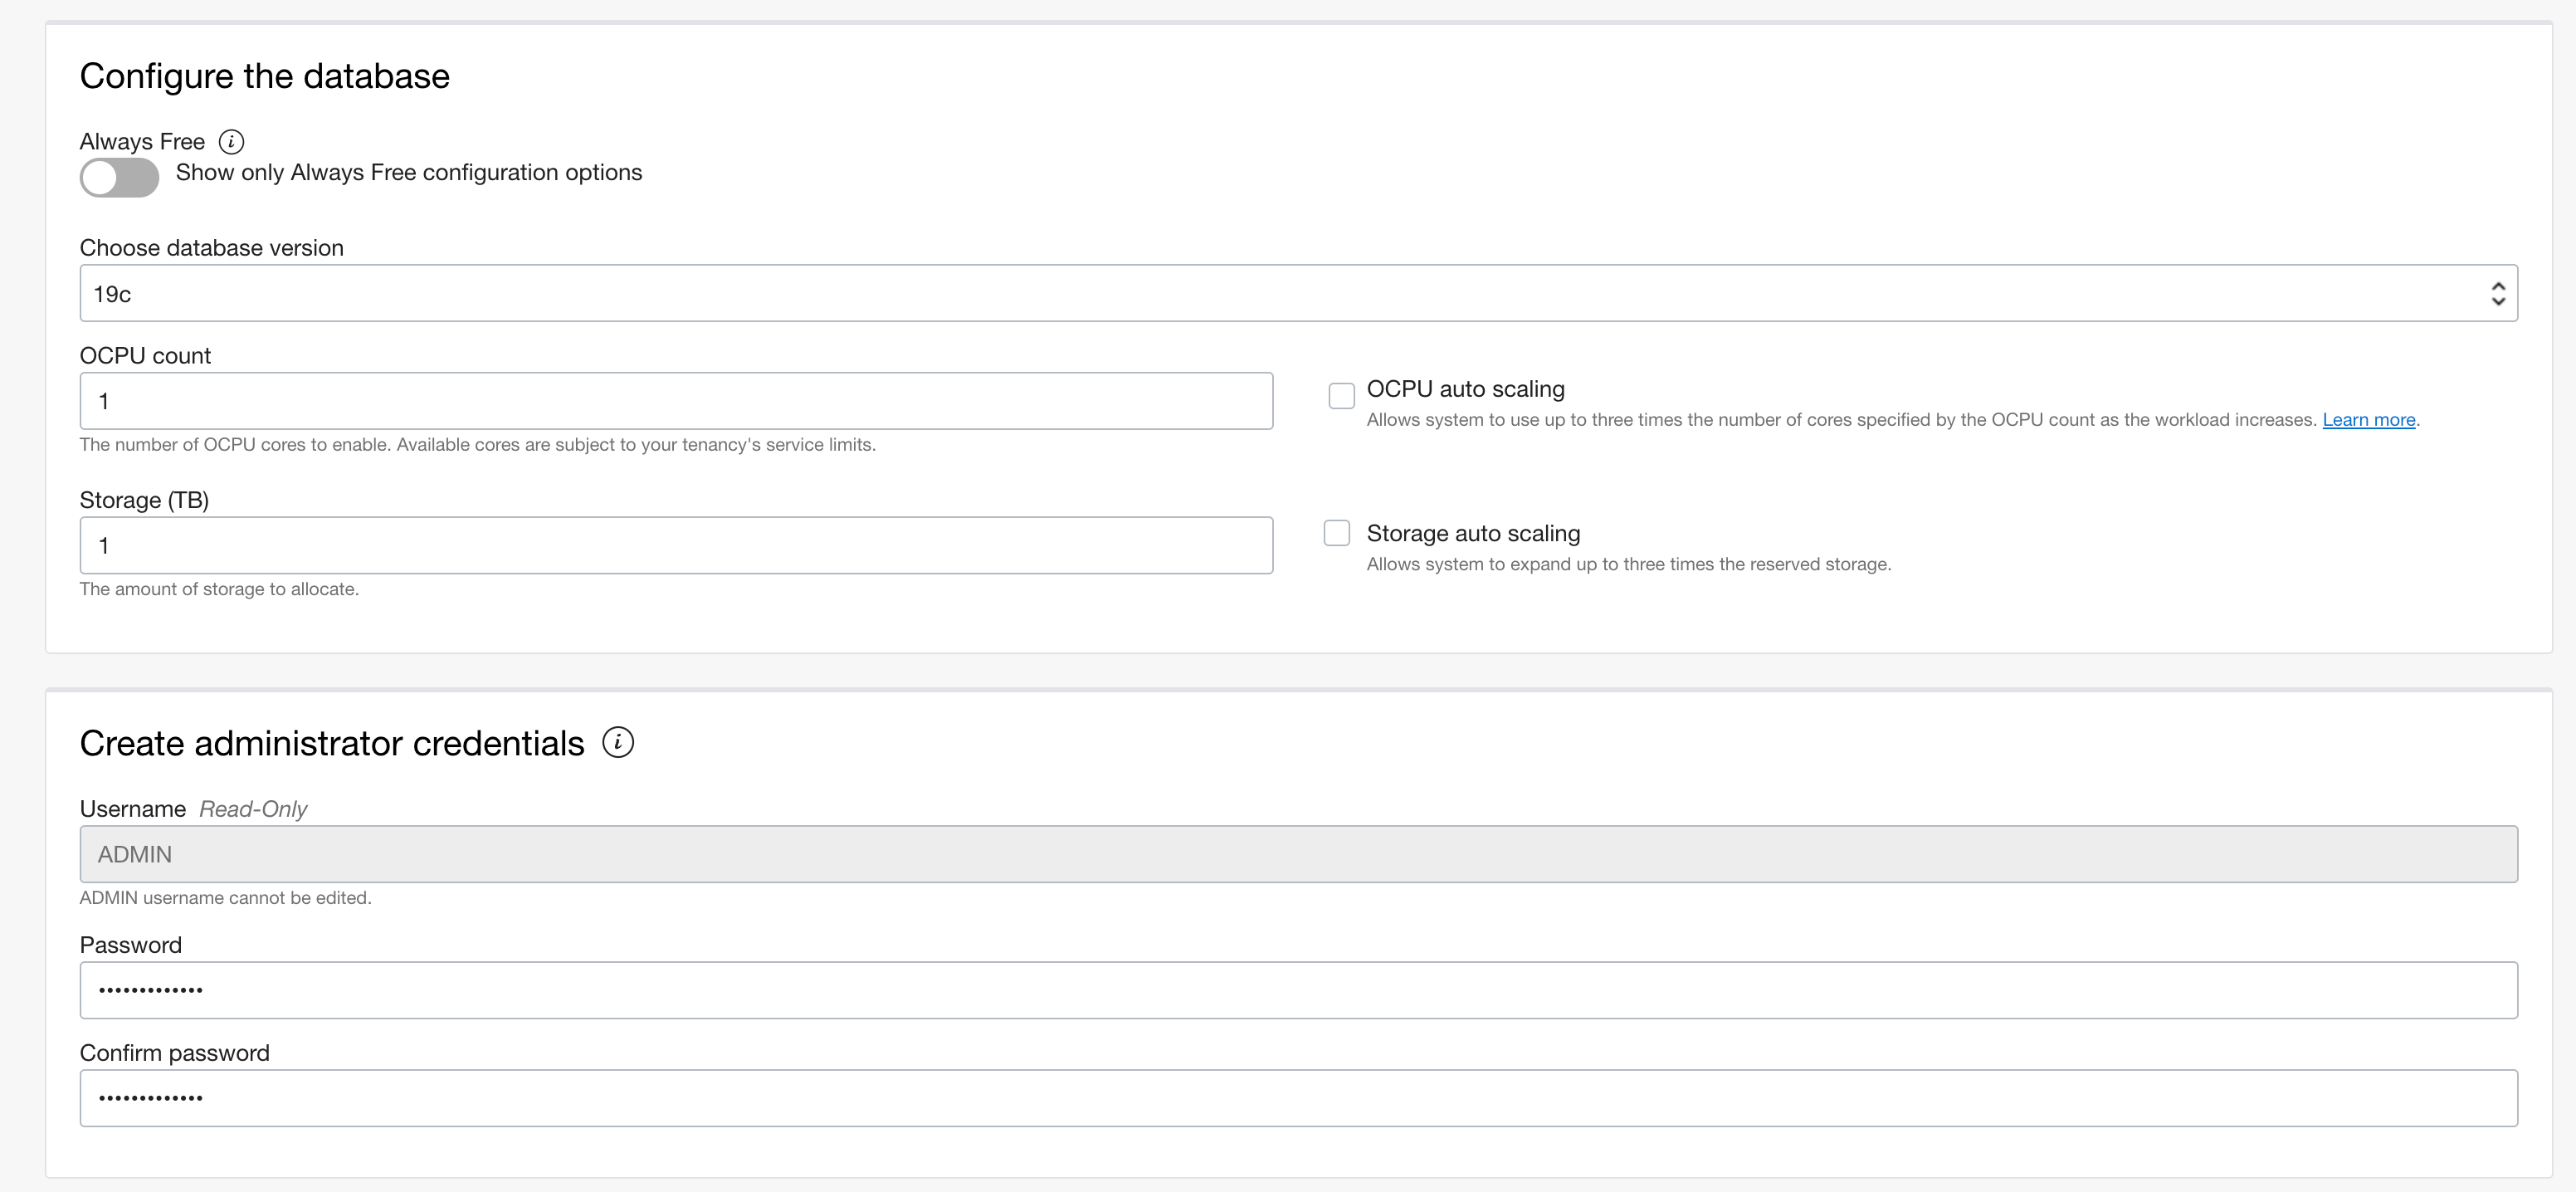 Configure the database
Always Free
Show only Always Free configuration options
Choose database version
19c
OCPU count
1
The number of OCPU cores to enable. Available cores are subject to your tenancy's service limits.
OCPU auto scaling
Allows system to use up to three times the number of cores specified by the OCPU count as the workload increases. Learn more.
Storage (TB)
1
The amount of storage to allocate.
Storage auto scaling
Allows system to expand up to three times the reserved storage.
Create administrator credentials
Username Read-Only
ADMIN
ADMIN username cannot be edited.
Password
•••••••••••••
Confirm password
•••••••••••••